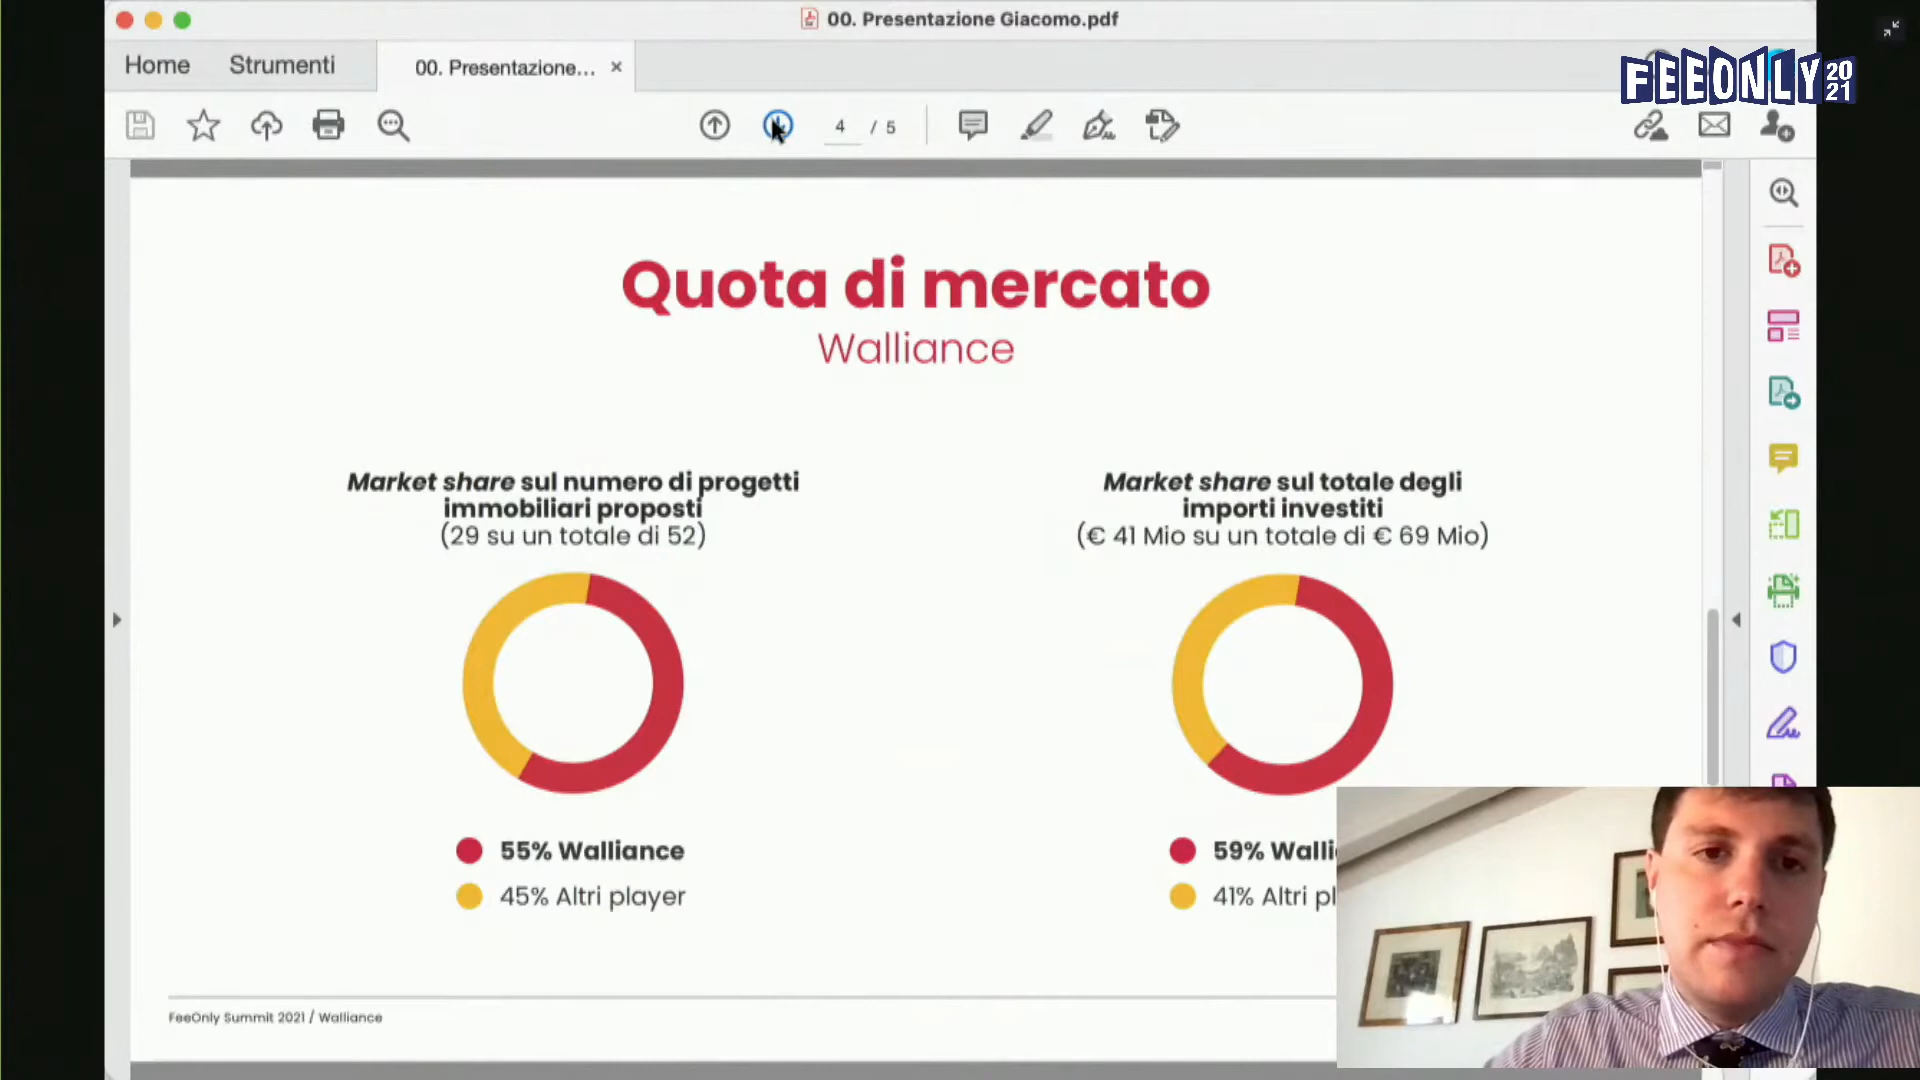 00. Presentazione Giacomo.pdf
Home
Strumenti
00. Presentazione...
FEEONLY 2021
4 / 5
Quota di mercato
Walliance
Market share sul numero di progetti
immobiliari proposti
(29 su un totale di 52)
Market share sul totale degli
importi investiti
(€ 41 Mio su un totale di € 69 Mio)
55% Walliance
45% Altri player
59% Walli
41% Altri pl
FeeOnly Summit 2021 / Walliance